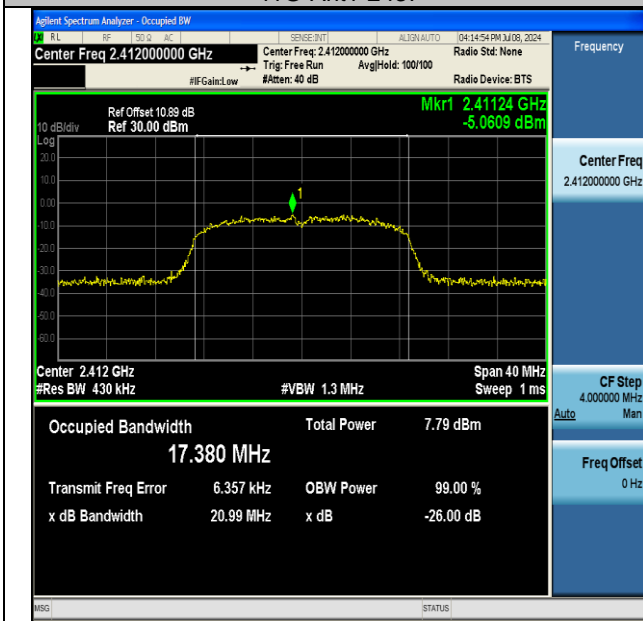 Agilent Spectrum Analyzer - Occupied BW
RL RF 50 Ω AC SENSE:INT ALIGN AUTO 04:14:54 PM Jul 08, 2024
Center Freq 2.412000000 GHz
Center Freq: 2.412000000 GHz
Radio Std: None
Trig: Free Run Avg|Hold: 100/100
#IFGain:Low #Atten: 40 dB Radio Device: BTS
Frequency
Ref Offset 10.89 dB
Mkr1 2.41124 GHz
10 dB/div Ref 30.00 dBm -5.0609 dBm
Log
20.0
10.0
0.00
-10.0
-20.0
-30.0
-40.0
-50.0
-60.0
1
Center 2.412 GHz Span 40 MHz
#Res BW 430 kHz #VBW 1.3 MHz Sweep 1 ms
Center Freq
2.412000000 GHz
CF Step
4.000000 MHz
Auto Man
Freq Offset
0 Hz
Occupied Bandwidth Total Power 7.79 dBm
17.380 MHz
Transmit Freq Error 6.357 kHz OBW Power 99.00 %
x dB Bandwidth 20.99 MHz x dB -26.00 dB
MSG STATUS